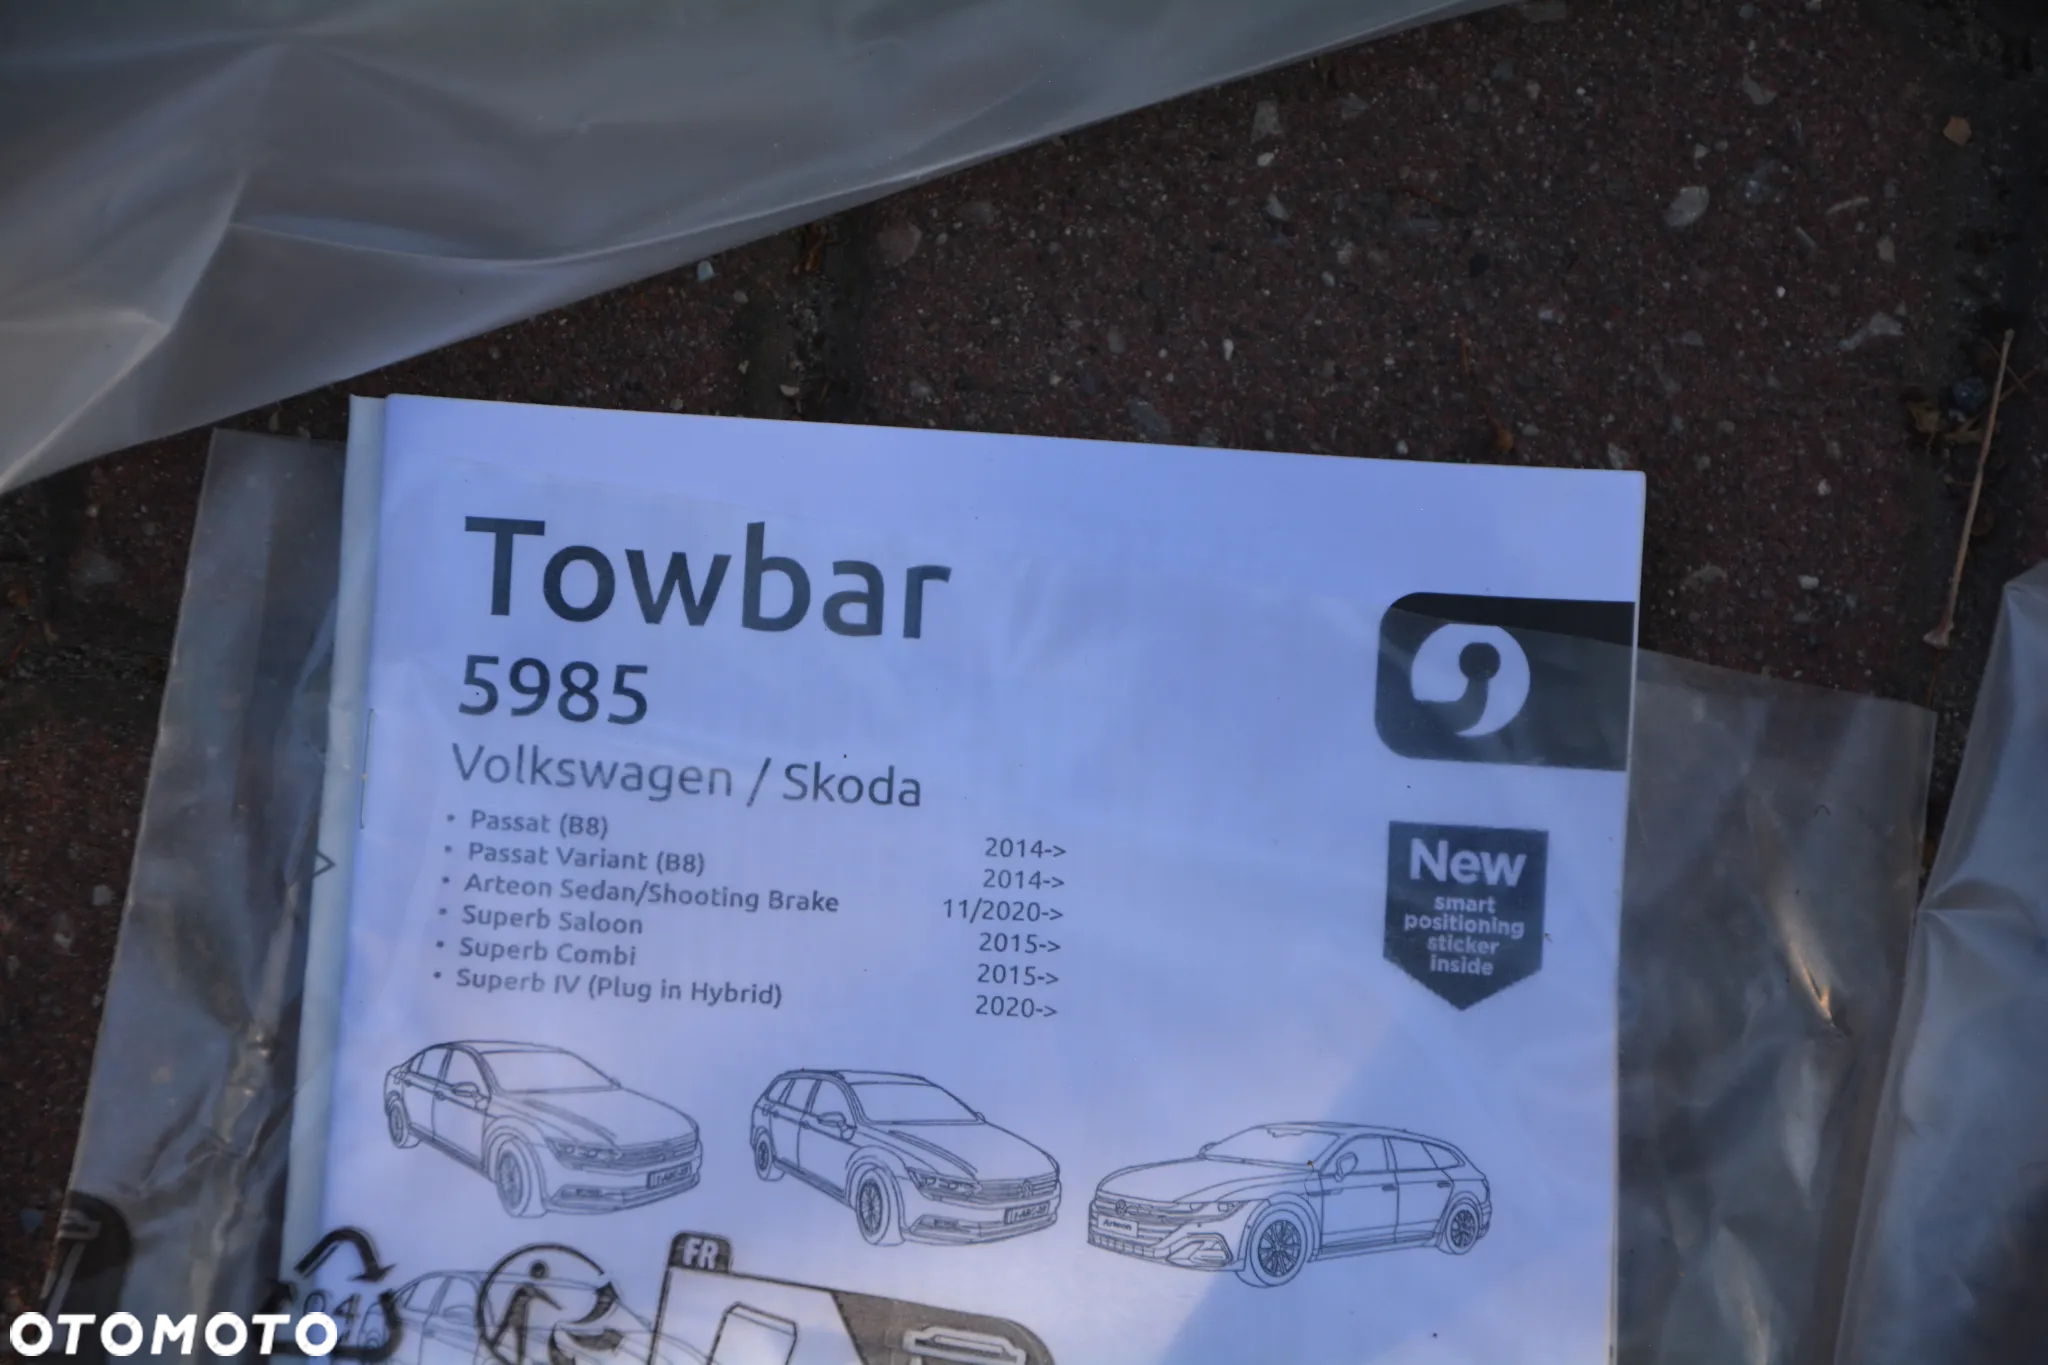 Towbar
5985
Volkswagen / Skoda
• Passat (B8) 2014->
• Passat Variant (B8) 2014->
• Arteon Sedan/Shooting Brake 11/2020->
• Superb Saloon 2015->
• Superb Combi 2015->
• Superb IV (Plug in Hybrid) 2020->
New
smart
positioning
sticker
inside
Arteon
FR
04
OTOMOTO